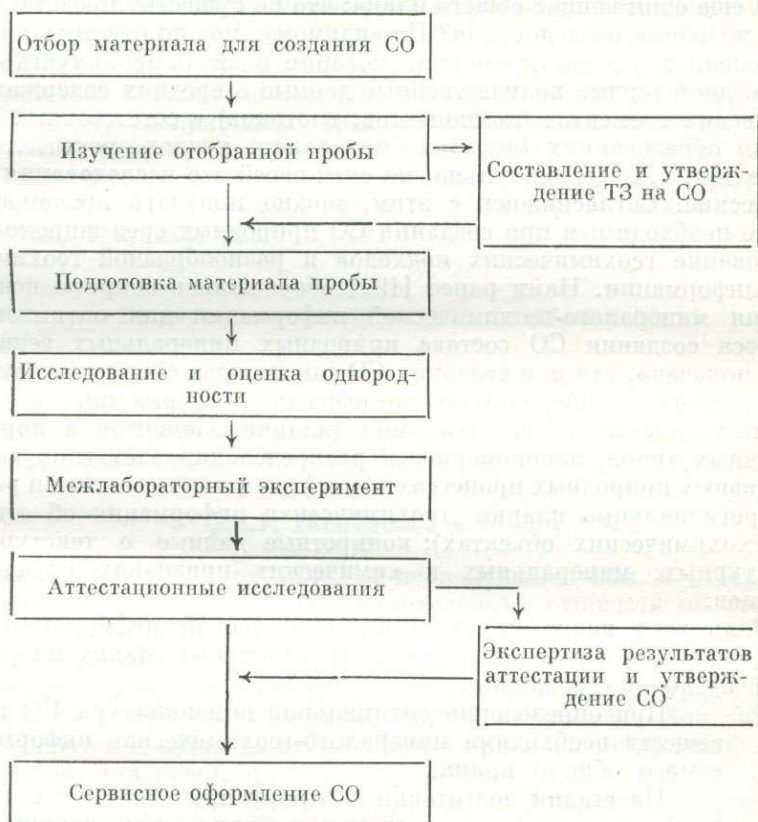 Отбор материала для создания СО
Изучение отобранной пробы
Составление и утверж-
дение ТЗ на СО
Подготовка материала пробы
Исследование и оценка однород-
ности
Межлабораторный эксперимент
Аттестационные исследования
Экспертиза результатов
аттестации и утверж-
дение СО
Сервисное оформление СО